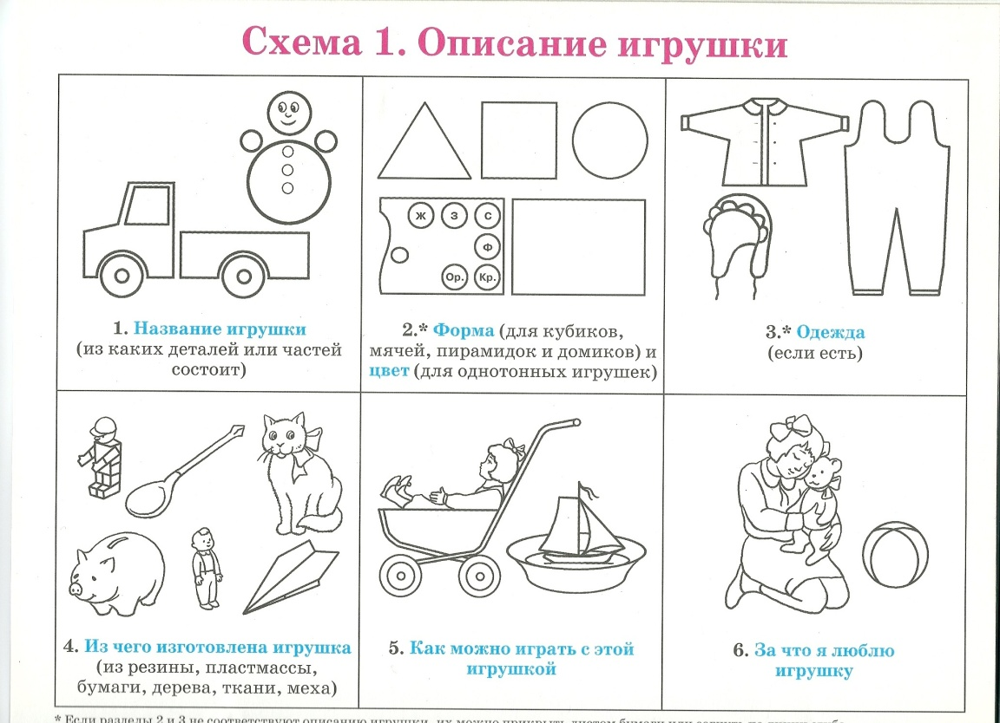 Схема 1. Описание игрушки
Ж З С
Ф
Ор. Кр.
1. Название игрушки
(из каких деталей или частей
состоит)
2.* Форма (для кубиков,
мячей, пирамидок и домиков) и
цвет (для однотонных игрушек)
3.* Одежда
(если есть)
4. Из чего изготовлена игрушка
(из резины, пластмассы,
бумаги, дерева, ткани, меха)
5. Как можно играть с этой
игрушкой
6. За что я люблю
игрушку
* Если разделы 2 и 3 не соответствуют описанию игрушки, их можно прикрыть листом бумаги или